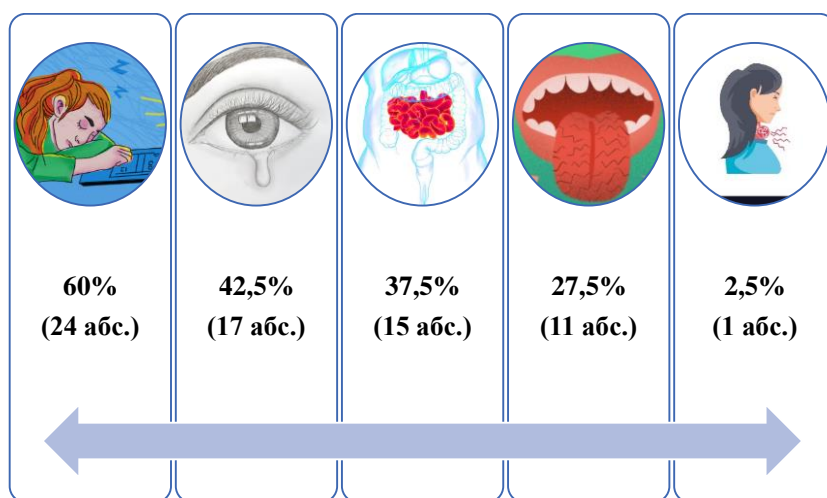 60%
(24 абс.)
42,5%
(17 абс.)
37,5%
(15 абс.)
27,5%
(11 абс.)
2,5%
(1 абс.)